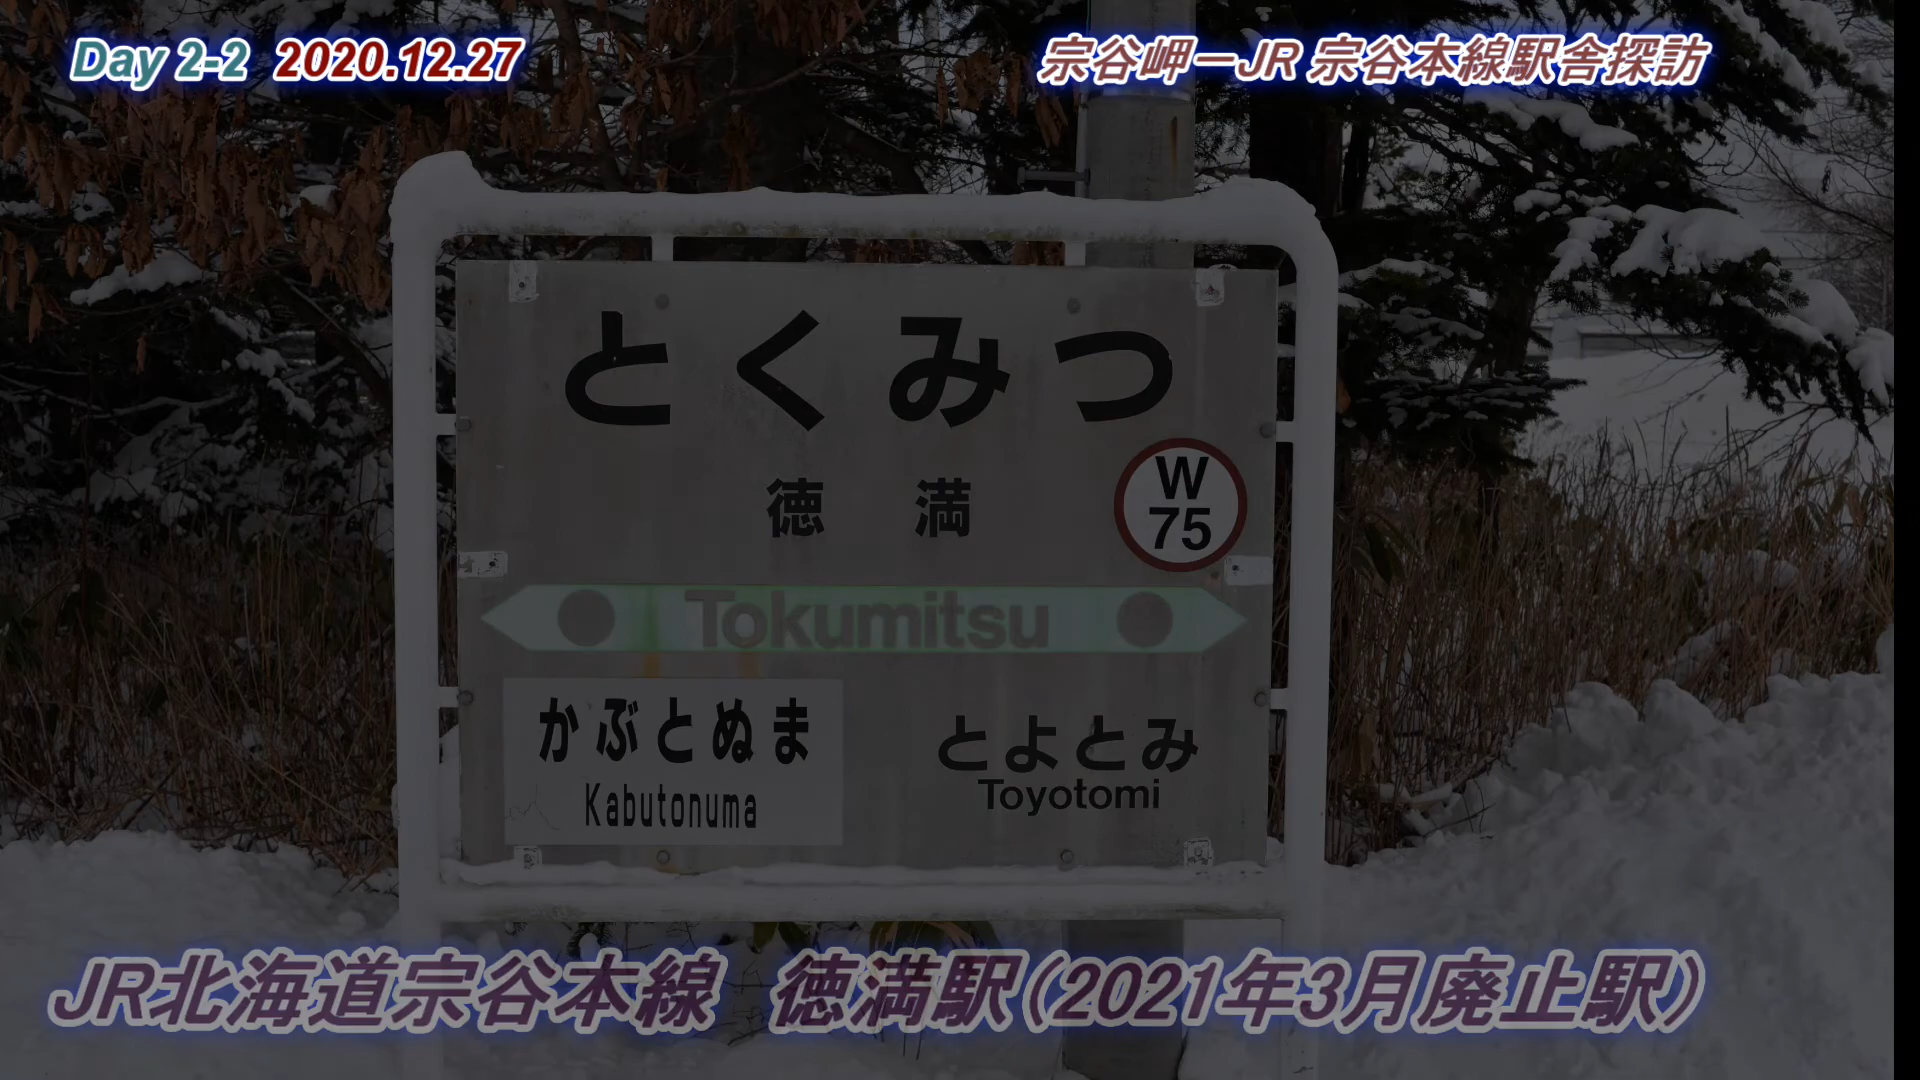 Day 2-2 2020.12.27
宗谷岬ーJR 宗谷本線駅舎探訪
とくみつ
徳満
W
75
Tokumitsu
かぶとぬま
Kabutonuma
とよとみ
Toyotomi
JR北海道宗谷本線 徳満駅(2021年3月廃止駅)